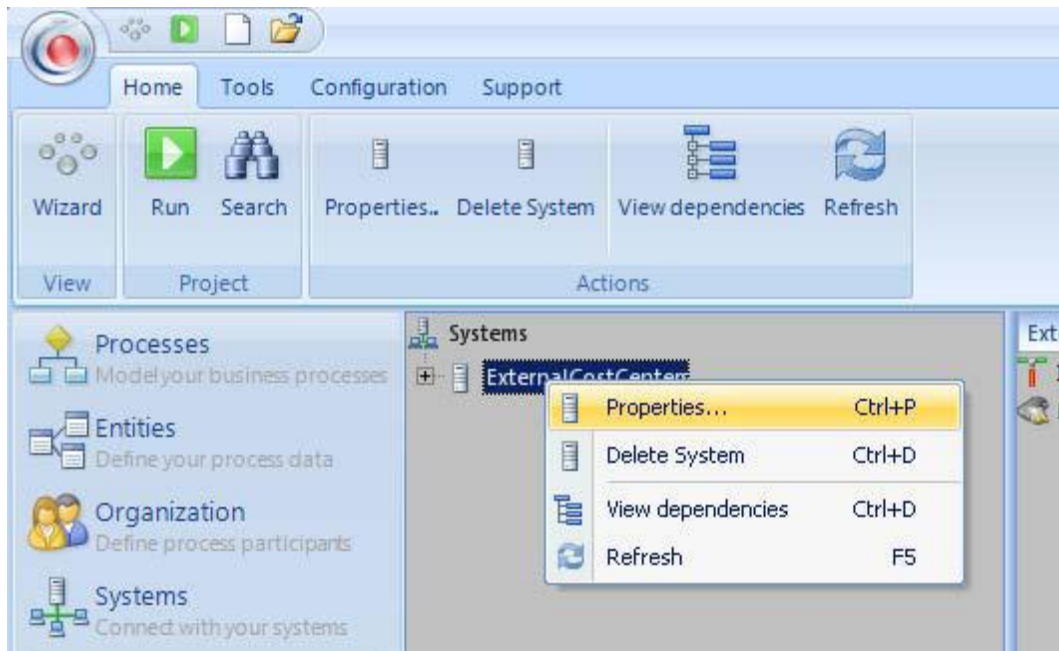 Home Tools Configuration Support
Wizard Run Search Properties.. Delete System View dependencies Refresh
View Project Actions
Processes
Model your business processes
Entities
Define your process data
Organization
Define process participants
Systems
Connect with your systems
Systems
ExternalCostCenters
Properties... Ctrl+P
Delete System Ctrl+D
View dependencies Ctrl+D
Refresh F5
Ext